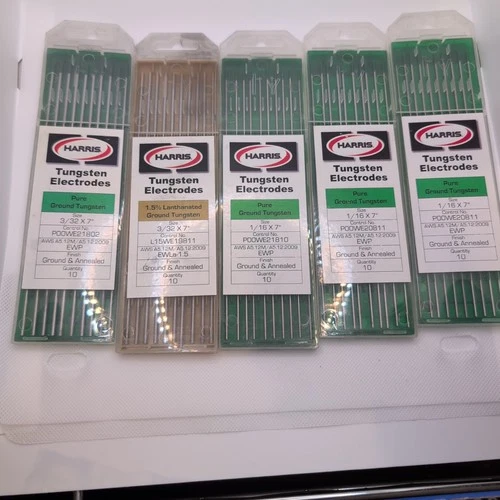 HARRIS
Tungsten
Electrodes
Pure
Ground Tungsten
Size
3/32 X 7"
Control No.
POOWE21802
AWS A5.12M/A5.12:2009
EWP
Finish
Ground & Annealed
Quantity
10
HARRIS
Tungsten
Electrodes
1.5% Lanthanated
Ground Tungsten
Size
3/32 X 7"
Control No.
L15WE19811
AWS A5.12M/A5.12:2009
EWLa-1.5
Finish
Ground & Annealed
Quantity
10
HARRIS
Tungsten
Electrodes
Pure
Ground Tungsten
Size
1/16 X 7"
Control No.
POOWE21810
AWS A5.12M/A5.12:2009
EWP
Finish
Ground & Annealed
Quantity
10
HARRIS
Tungsten
Electrodes
Pure
Ground Tungsten
Size
1/16 X 7"
Control No.
POOWE20811
AWS A5.12M/A5.12:2009
EWP
Finish
Ground & Annealed
Quantity
10
HARRIS
Tungsten
Electrodes
Pure
Ground Tungsten
Size
1/16 X 7"
Control No.
POOWE20811
AWS A5.12M/A5.12:2009
EWP
Finish
Ground & Annealed
Quantity
10